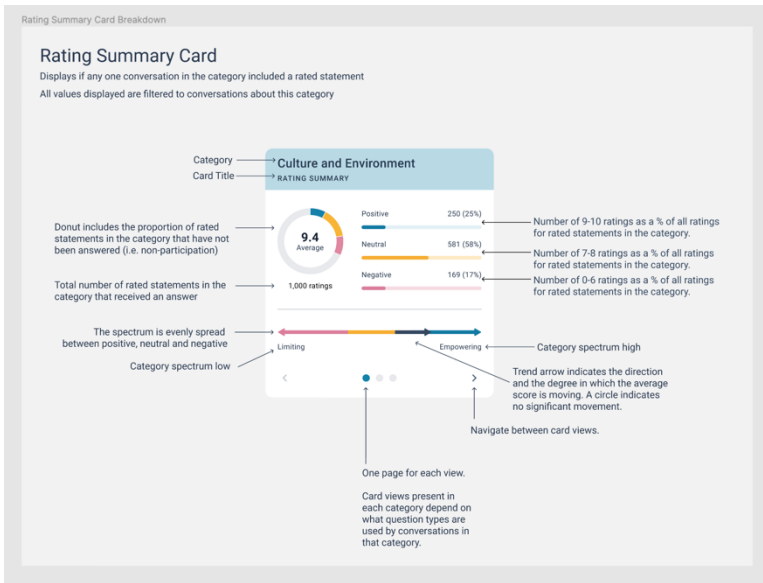 Rating Summary Card Breakdown
Rating Summary Card
Displays if any one conversation in the category included a rated statement
All values displayed are filtered to conversations about this category
Category
Card Title
Culture and Environment
RATING SUMMARY
Donut includes the proportion of rated
statements in the category that have not
been answered (i.e. non-participation)
Total number of rated statements in the
category that received an answer
9.4
Average
1,000 ratings
Positive 250 (25%)
Neutral 581 (58%)
Negative 169 (17%)
Number of 9-10 ratings as a % of all ratings
for rated statements in the category.
Number of 7-8 ratings as a % of all ratings
for rated statements in the category.
Number of 0-6 ratings as a % of all ratings
for rated statements in the category.
The spectrum is evenly spread
between positive, neutral and negative
Category spectrum low
Limiting
Empowering
Category spectrum high
Trend arrow indicates the direction
and the degree in which the average
score is moving. A circle indicates
no significant movement.
Navigate between card views.
One page for each view.
Card views present in
each category depend on
what question types are
used by conversations in
that category.